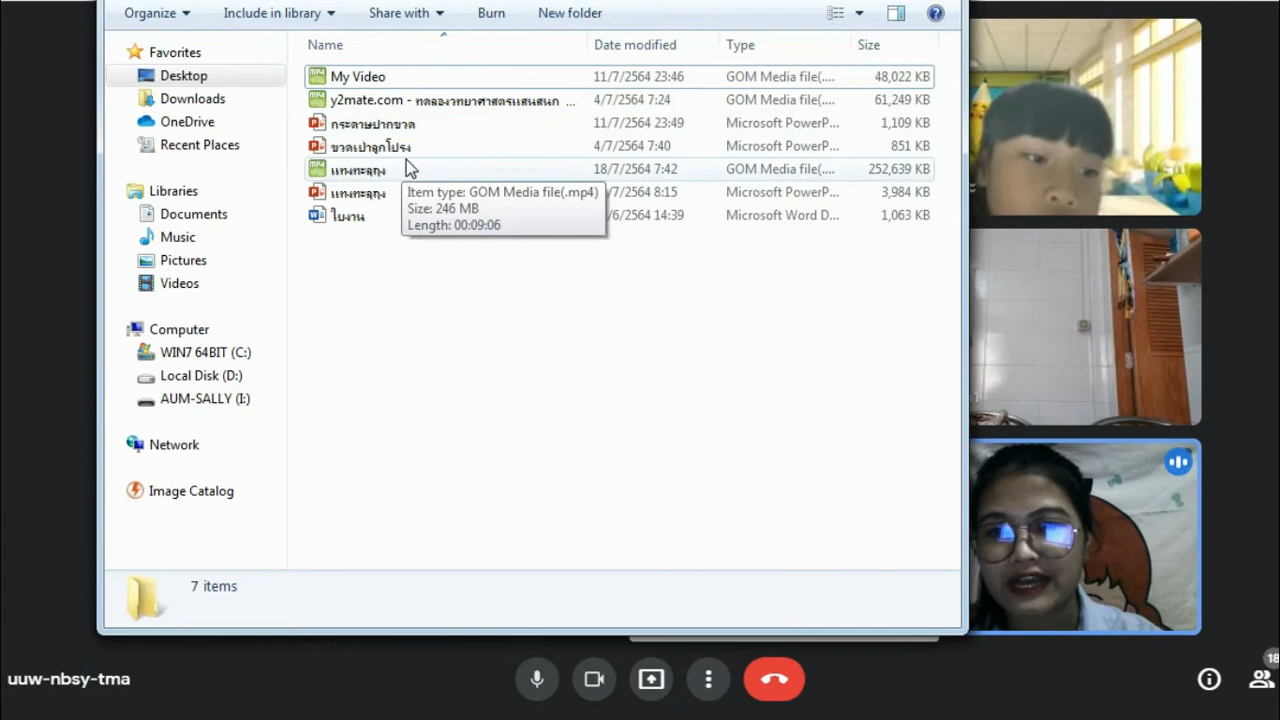 Organize Include in library Share with Burn New folder
Name Date modified Type Size
Favorites
Desktop
Downloads
OneDrive
Recent Places
Libraries
Documents
Music
Pictures
Videos
Computer
WIN7 64BIT (C:)
Local Disk (D:)
AUM-SALLY (I:)
Network
Image Catalog
My Video 11/7/2564 23:46 GOM Media file(.... 48,022 KB
y2mate.com - ทดลองวิทยาศาสตร์แสนสนุก ... 4/7/2564 7:24 GOM Media file(.... 61,249 KB
กระดาษปากขวด 11/7/2564 23:49 Microsoft PowerP... 1,109 KB
ขวดเป่าลูกโป่ง 4/7/2564 7:40 Microsoft PowerP... 851 KB
แทงทะลุถุง 18/7/2564 7:42 GOM Media file(.... 252,639 KB
แทงทะลุถุง /7/2564 8:15 Microsoft PowerP... 3,984 KB
ใบงาน /6/2564 14:39 Microsoft Word D... 1,063 KB
Item type: GOM Media file(.mp4)
Size: 246 MB
Length: 00:09:06
7 items
uuw-nbsy-tma
18